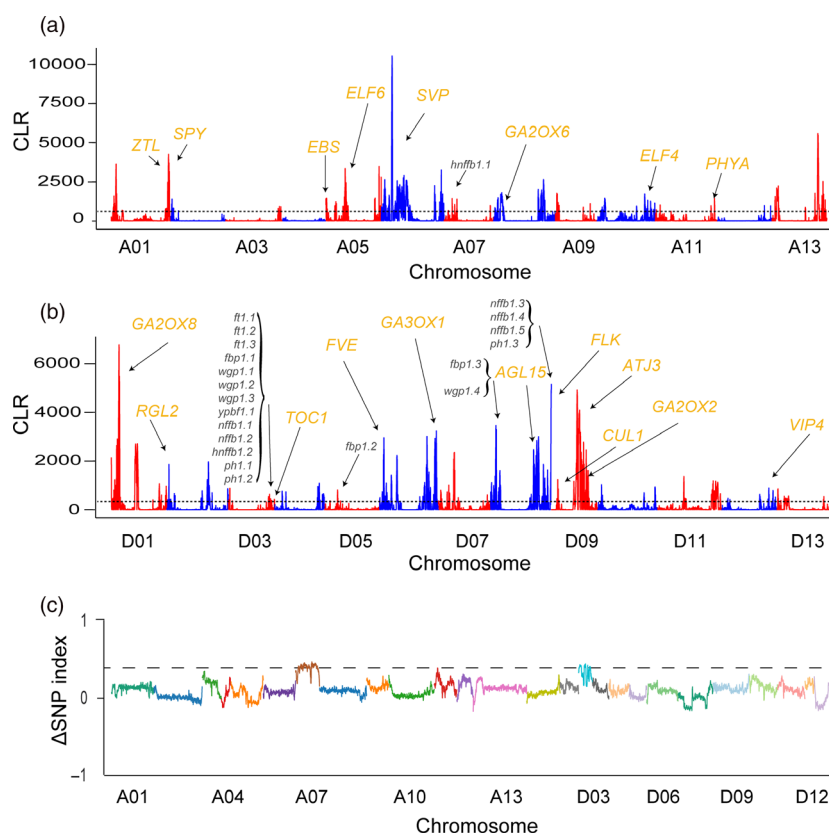 (a)
10000
7500
5000
2500
0
CLR
ZTL
SPY
EBS
ELF6
SVP
hnffb1.1
GA2OX6
ELF4
PHYA
A01
A03
A05
A07
A09
A11
A13
Chromosome
(b)
6000
4000
2000
0
CLR
GA2OX8
RGL2
ft1.1
ft1.2
ft1.3
fbp1.1
wgp1.1
wgp1.2
wgp1.3
ypbf1.1
nffb1.1
nffb1.2
hnffb1.2
ph1.1
ph1.2
TOC1
fbp1.2
FVE
GA3OX1
fbp1.3
wgp1.4
nffb1.3
nffb1.4
nffb1.5
ph1.3
AGL15
FLK
ATJ3
CUL1
GA2OX2
VIP4
D01
D03
D05
D07
D09
D11
D13
Chromosome
(c)
1
0
−1
ΔSNP index
A01
A04
A07
A10
A13
D03
D06
D09
D12
Chromosome